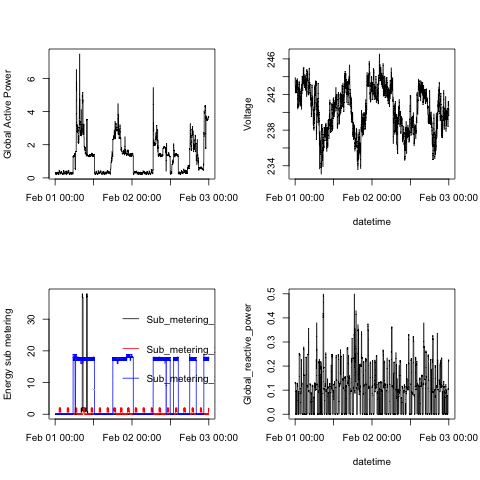 Global Active Power
0 2 4 6
Feb 01 00:00 Feb 02 00:00 Feb 03 00:00
Voltage
234 238 242 246
Feb 01 00:00 Feb 02 00:00 Feb 03 00:00
datetime
Energy sub metering
0 10 20 30
Sub_metering_
Sub_metering_
Sub_metering_
Feb 01 00:00 Feb 02 00:00 Feb 03 00:00
Global_reactive_power
0.0 0.1 0.2 0.3 0.4 0.5
Feb 01 00:00 Feb 02 00:00 Feb 03 00:00
datetime